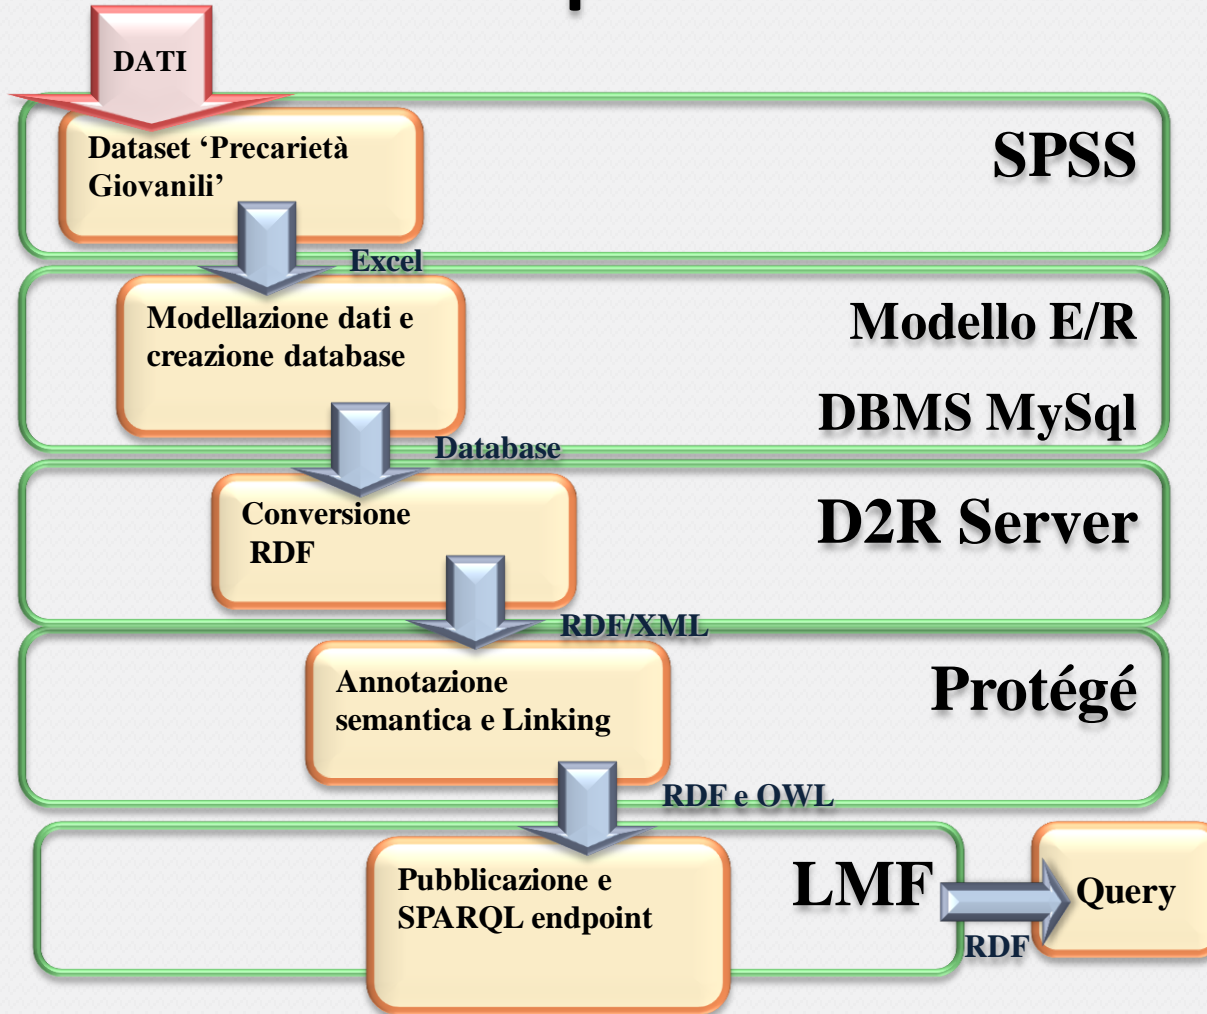 DATI
Dataset ‘Precarietà
Giovanili’
SPSS
Excel
Modellazione dati e
creazione database
Modello E/R
DBMS MySql
Database
Conversione
RDF
D2R Server
RDF/XML
Annotazione
semantica e Linking
Protégé
RDF e OWL
Pubblicazione e
SPARQL endpoint
LMF
RDF
Query